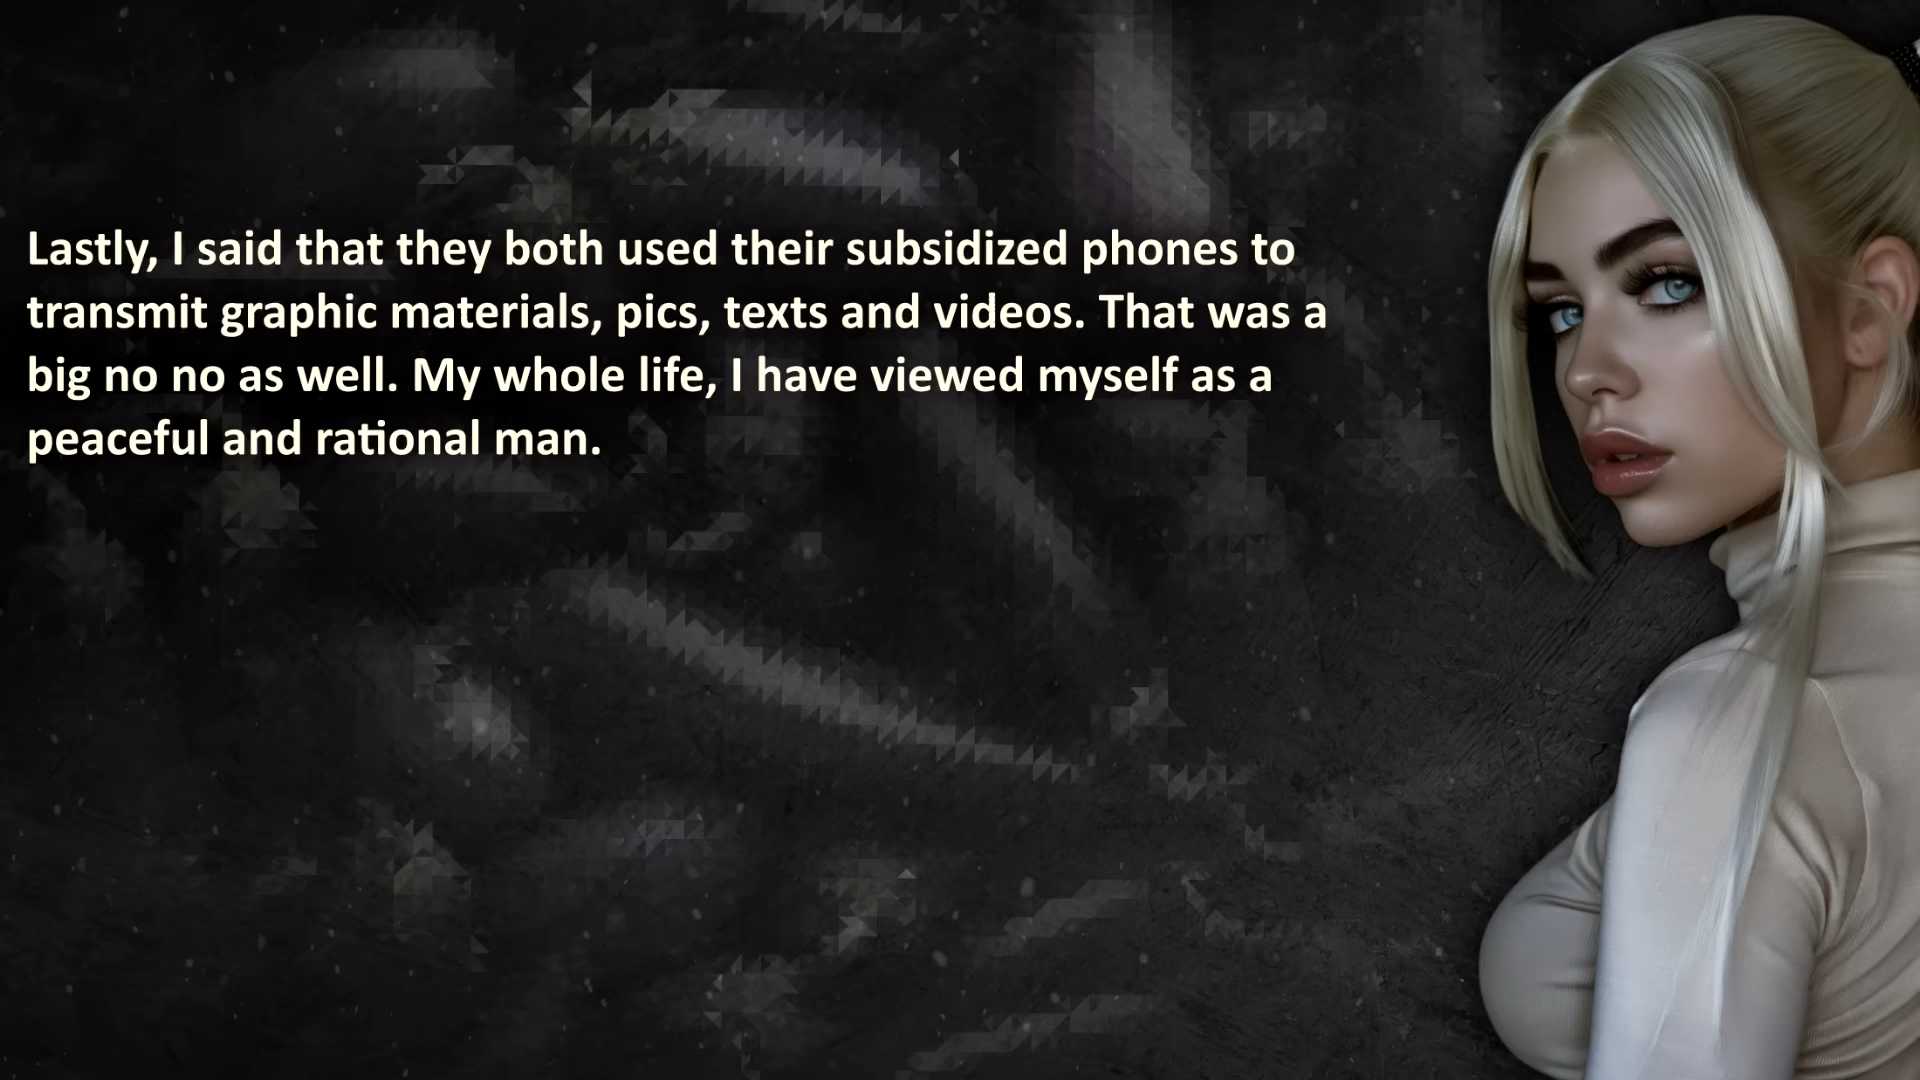 Lastly, I said that they both used their subsidized phones to
transmit graphic materials, pics, texts and videos. That was a
big no no as well. My whole life, I have viewed myself as a
peaceful and rational man.